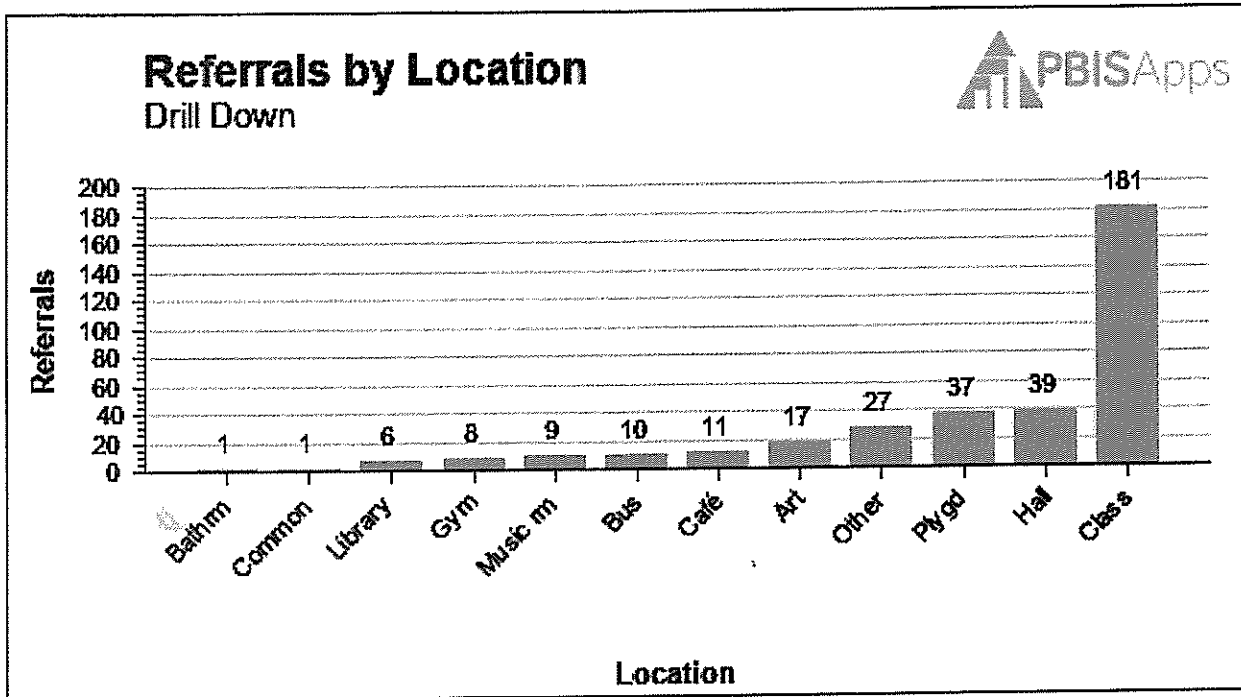 Referrals by Location
Drill Down
PBISApps
200
180
160
140
120
100
80
60
40
20
0
Referrals
1
1
6
8
9
10
11
17
27
37
39
181
Bathrm
Common
Library
Gym
Music rm
Bus
Café
Art
Other
Plygd
Hall
Class
Location